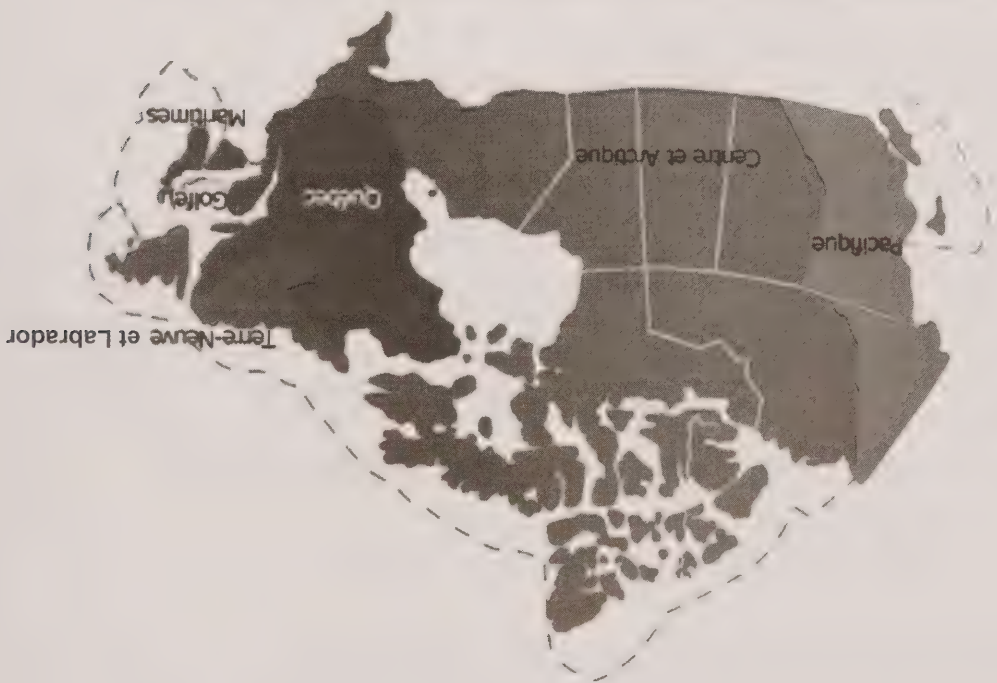 Terre-Neuve et Labrador
Pacifique
Québec
Golfe
Centre et Arctique
Maritimes